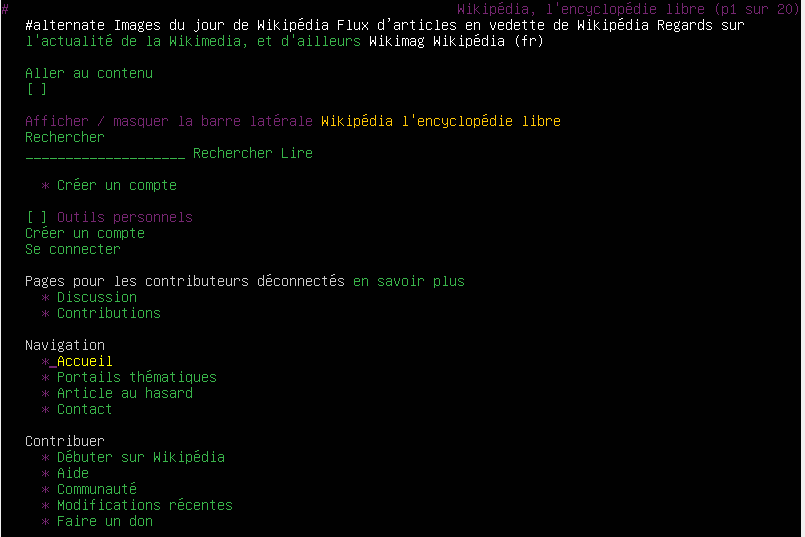 # Wikipédia, l'encyclopédie libre (p1 sur 20)
#alternate Images du jour de Wikipédia Flux d’articles en vedette de Wikipédia Regards sur
l'actualité de la Wikimedia, et d'ailleurs Wikimag Wikipédia (fr)
Aller au contenu
[ ]
Afficher / masquer la barre latérale Wikipédia l'encyclopédie libre
Rechercher
____________________ Rechercher Lire
* Créer un compte
[ ] Outils personnels
Créer un compte
Se connecter
Pages pour les contributeurs déconnectés en savoir plus
* Discussion
* Contributions
Navigation
*_Accueil
* Portails thématiques
* Article au hasard
* Contact
Contribuer
* Débuter sur Wikipédia
* Aide
* Communauté
* Modifications récentes
* Faire un don